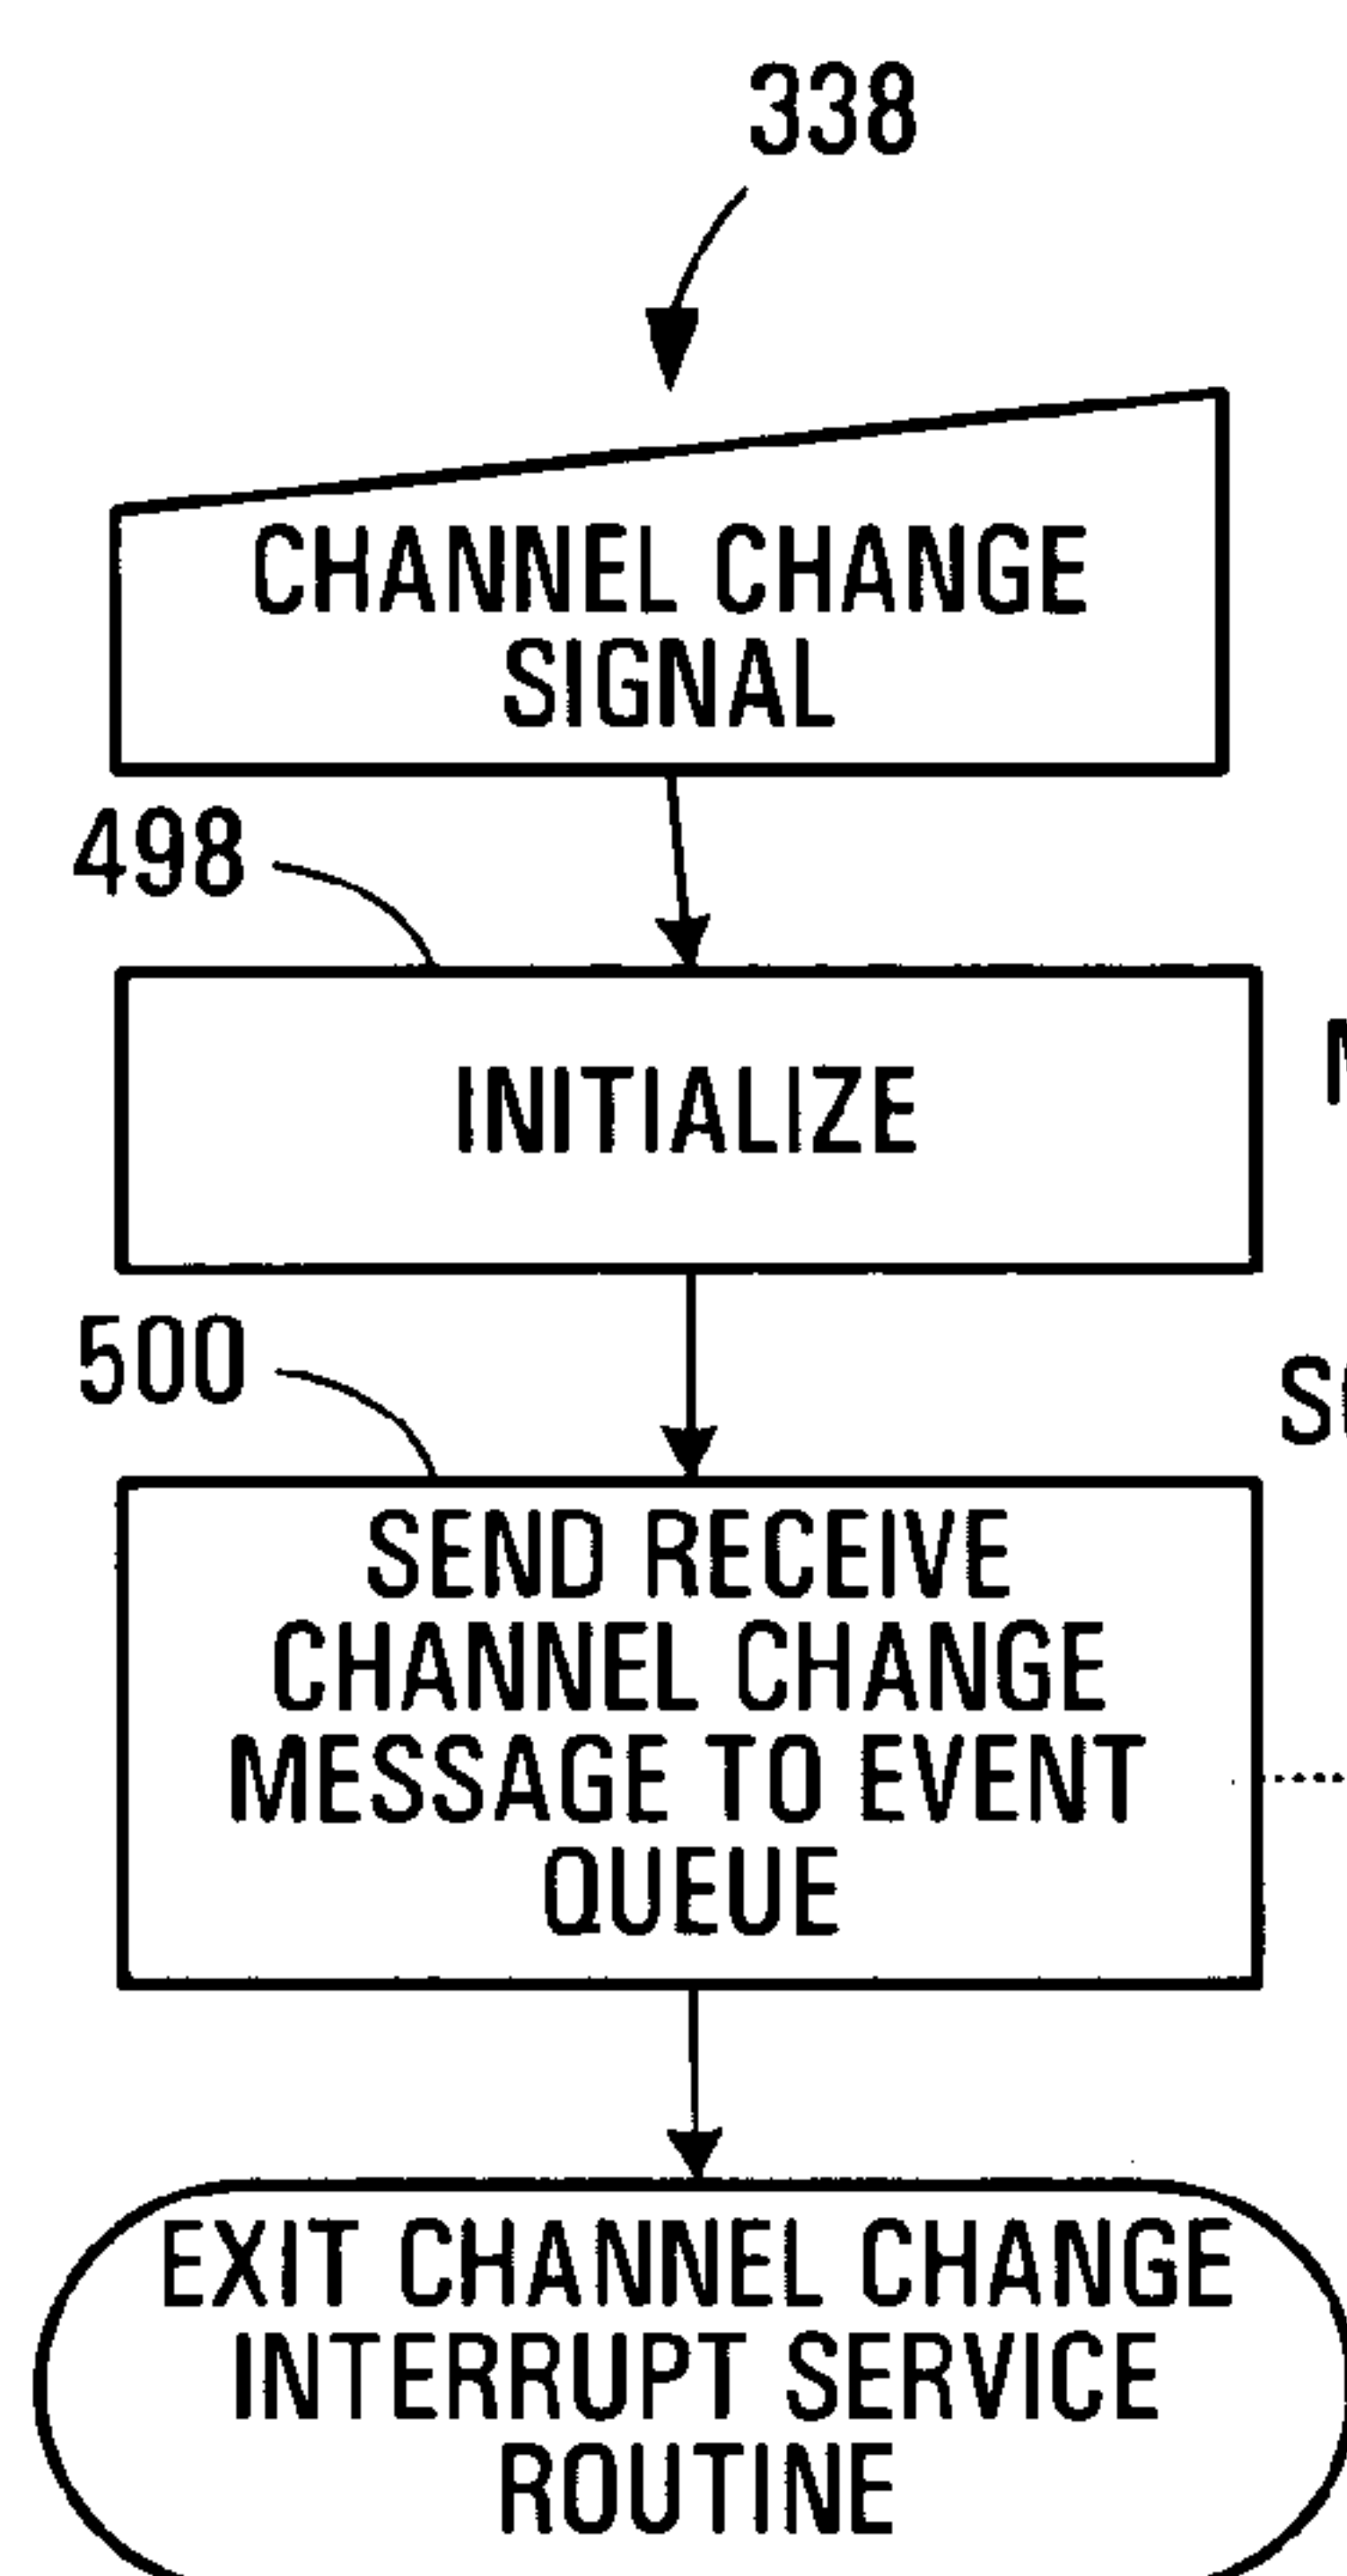 338
CHANNEL CHANGE
SIGNAL
498
INITIALIZE
500
SEND RECEIVE
CHANNEL CHANGE
MESSAGE TO EVENT
QUEUE
EXIT CHANNEL CHANGE
INTERRUPT SERVICE
ROUTINE